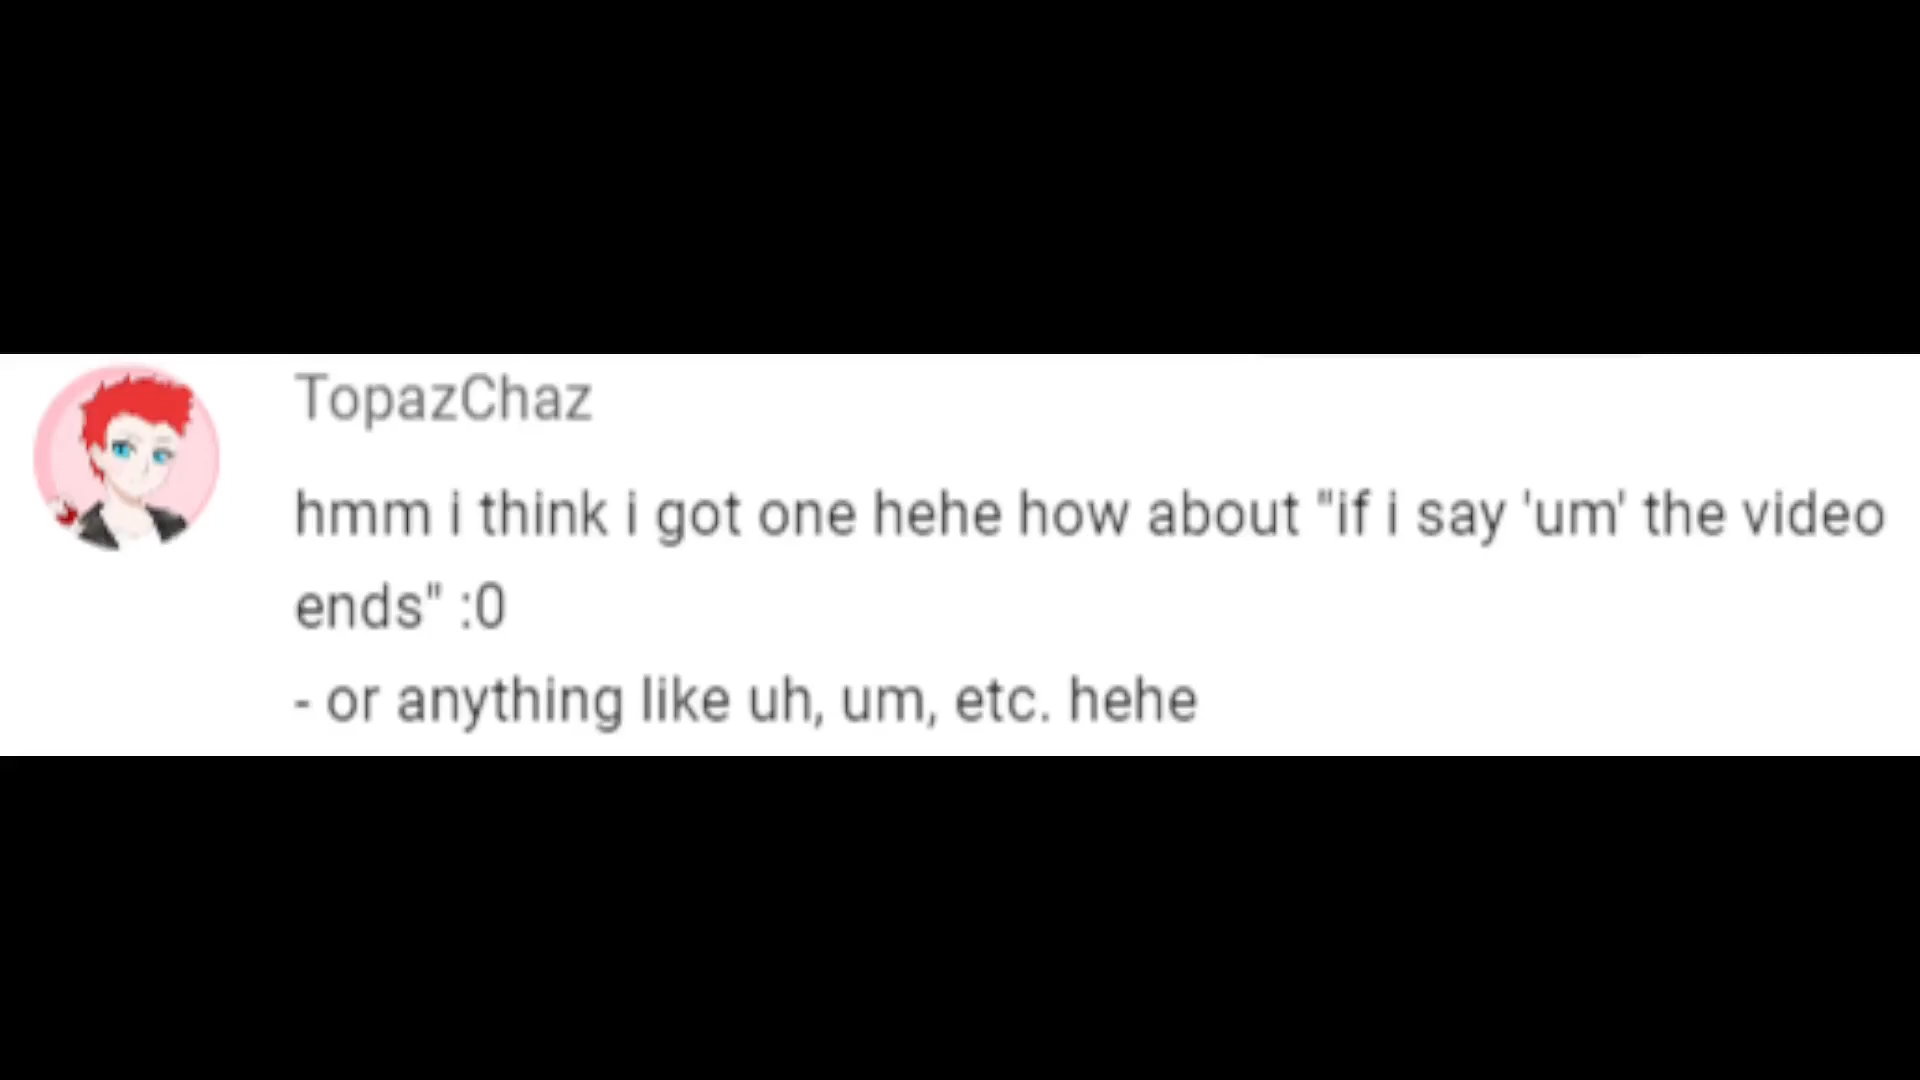 TopazChaz
hmm i think i got one hehe how about "if i say 'um' the video
ends" :0
- or anything like uh, um, etc. hehe